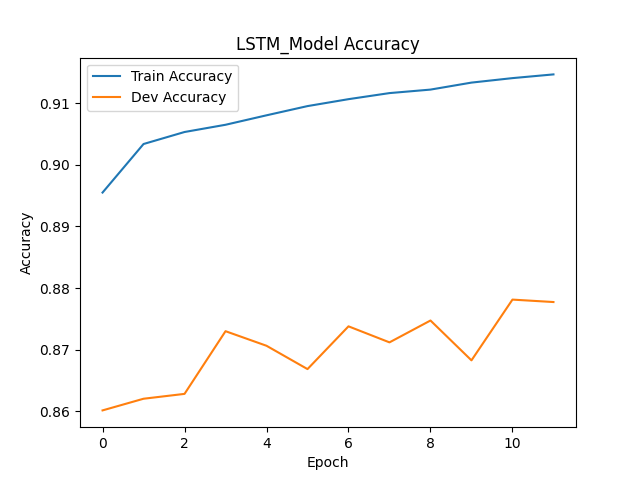 LSTM_Model Accuracy
Train Accuracy
Dev Accuracy
0.91
0.90
0.89
0.88
0.87
0.86
Accuracy
0 2 4 6 8 10
Epoch